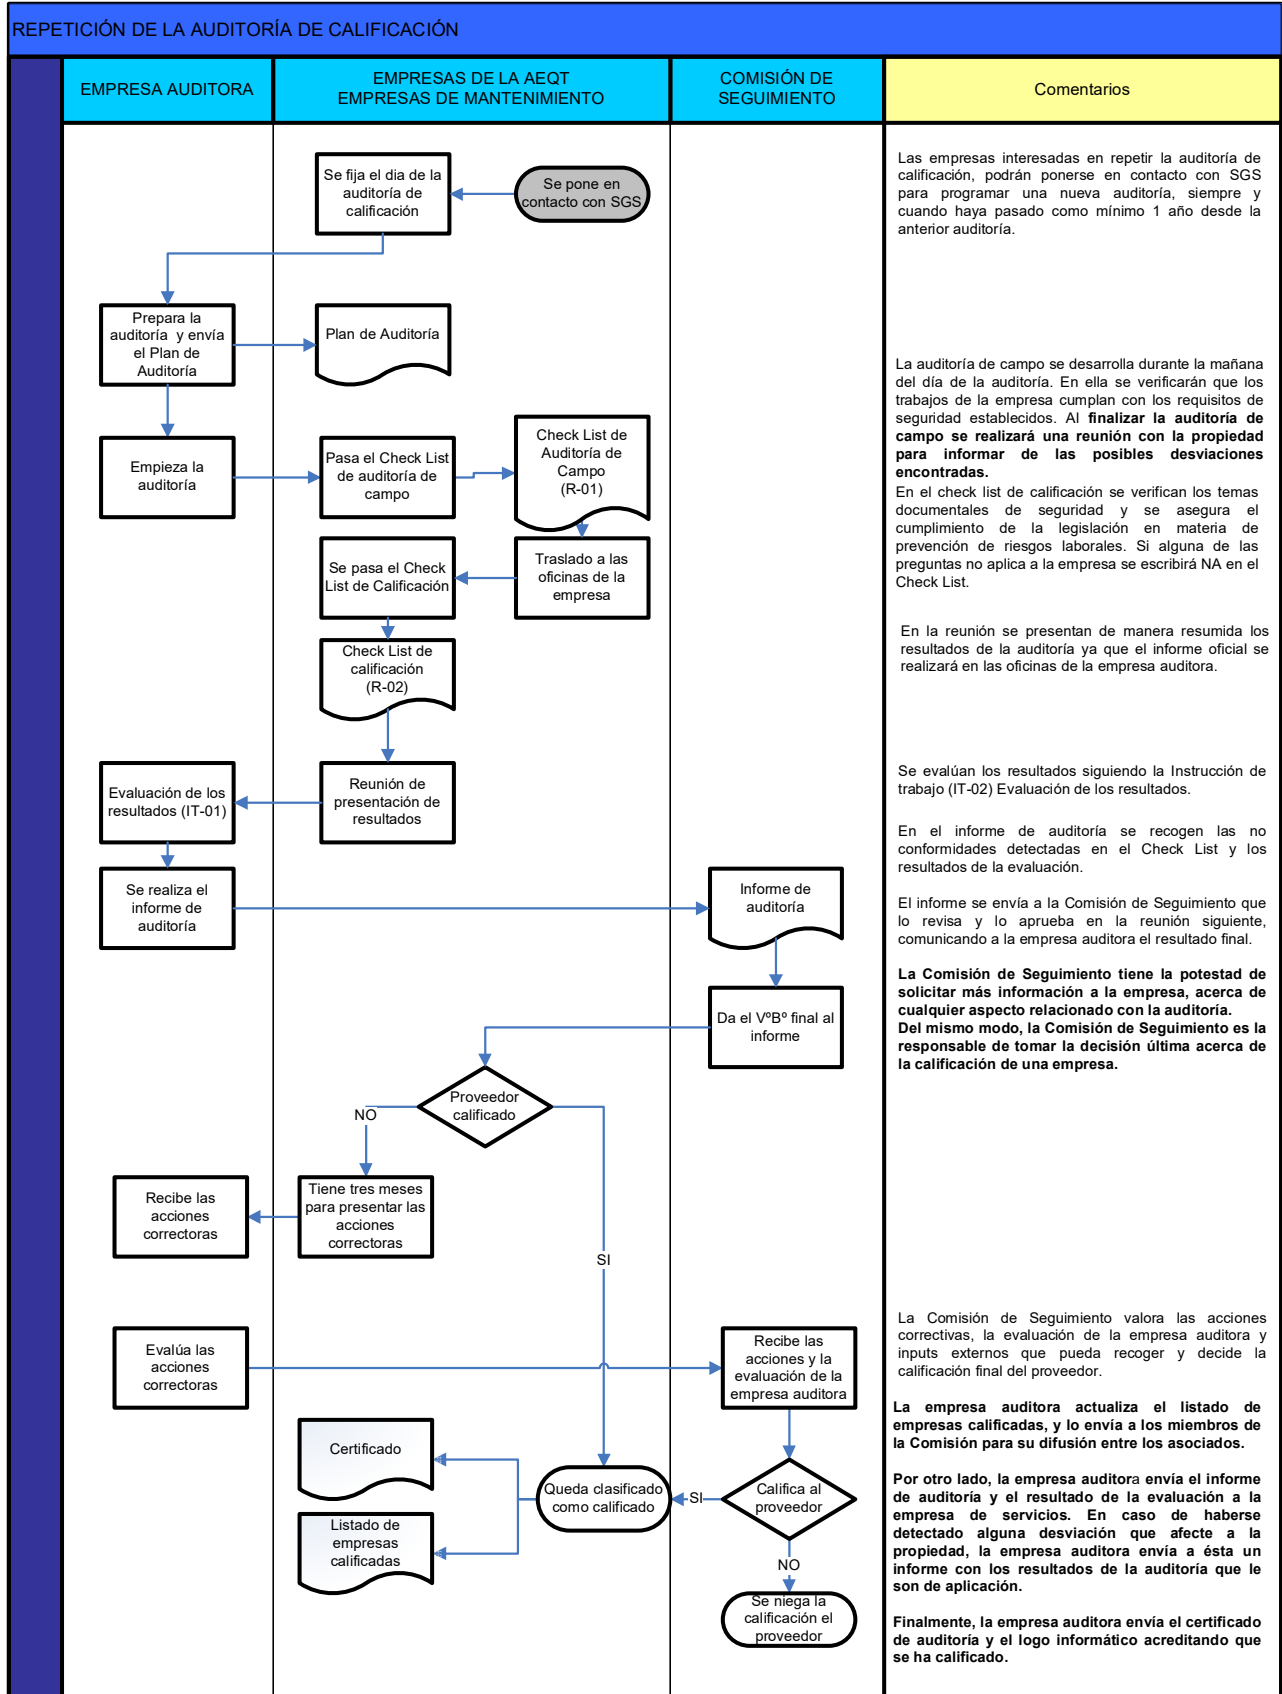 REPETICIÓN DE LA AUDITORÍA DE CALIFICACIÓN
EMPRESA AUDITORA
EMPRESAS DE LA AEQT
EMPRESAS DE MANTENIMIENTO
COMISIÓN DE
SEGUIMIENTO
Comentarios
Se fija el dia de la
auditoría de
calificación
Se pone en
contacto con SGS
Prepara la
auditoría y envía
el Plan de
Auditoría
Plan de Auditoría
Empieza la
auditoría
Pasa el Check List
de auditoría de
campo
Check List de
Auditoría de
Campo
(R-01)
Traslado a las
oficinas de la
empresa
Se pasa el Check
List de Calificación
Check List de
calificación
(R-02)
Reunión de
presentación de
resultados
Evaluación de los
resultados (IT-01)
Se realiza el
informe de
auditoría
Informe de
auditoría
Da el VºBº final al
informe
Proveedor
calificado
NO
SI
Tiene tres meses
para presentar las
acciones
correctoras
Recibe las
acciones
correctoras
Evalúa las
acciones
correctoras
Recibe las
acciones y la
evaluación de la
empresa auditora
Certificado
Listado de
empresas
calificadas
Queda clasificado
como calificado
SI
Califica al
proveedor
NO
Se niega la
calificación el
proveedor
Las empresas interesadas en repetir la auditoría de
calificación, podrán ponerse en contacto con SGS
para programar una nueva auditoría, siempre y
cuando haya pasado como mínimo 1 año desde la
anterior auditoría.
La auditoría de campo se desarrolla durante la mañana
del día de la auditoría. En ella se verificarán que los
trabajos de la empresa cumplan con los requisitos de
seguridad establecidos. Al finalizar la auditoría de
campo se realizará una reunión con la propiedad
para informar de las posibles desviaciones
encontradas.
En el check list de calificación se verifican los temas
documentales de seguridad y se asegura el
cumplimiento de la legislación en materia de
prevención de riesgos laborales. Si alguna de las
preguntas no aplica a la empresa se escribirá NA en el
Check List.
En la reunión se presentan de manera resumida los
resultados de la auditoría ya que el informe oficial se
realizará en las oficinas de la empresa auditora.
Se evalúan los resultados siguiendo la Instrucción de
trabajo (IT-02) Evaluación de los resultados.
En el informe de auditoría se recogen las no
conformidades detectadas en el Check List y los
resultados de la evaluación.
El informe se envía a la Comisión de Seguimiento que
lo revisa y lo aprueba en la reunión siguiente,
comunicando a la empresa auditora el resultado final.
La Comisión de Seguimiento tiene la potestad de
solicitar más información a la empresa, acerca de
cualquier aspecto relacionado con la auditoría.
Del mismo modo, la Comisión de Seguimiento es la
responsable de tomar la decisión última acerca de
la calificación de una empresa.
La Comisión de Seguimiento valora las acciones
correctivas, la evaluación de la empresa auditora y
inputs externos que pueda recoger y decide la
calificación final del proveedor.
La empresa auditora actualiza el listado de
empresas calificadas, y lo envía a los miembros de
la Comisión para su difusión entre los asociados.
Por otro lado, la empresa auditora envía el informe
de auditoría y el resultado de la evaluación a la
empresa de servicios. En caso de haberse
detectado alguna desviación que afecte a la
propiedad, la empresa auditora envía a ésta un
informe con los resultados de la auditoría que le
son de aplicación.
Finalmente, la empresa auditora envía el certificado
de auditoría y el logo informático acreditando que
se ha calificado.